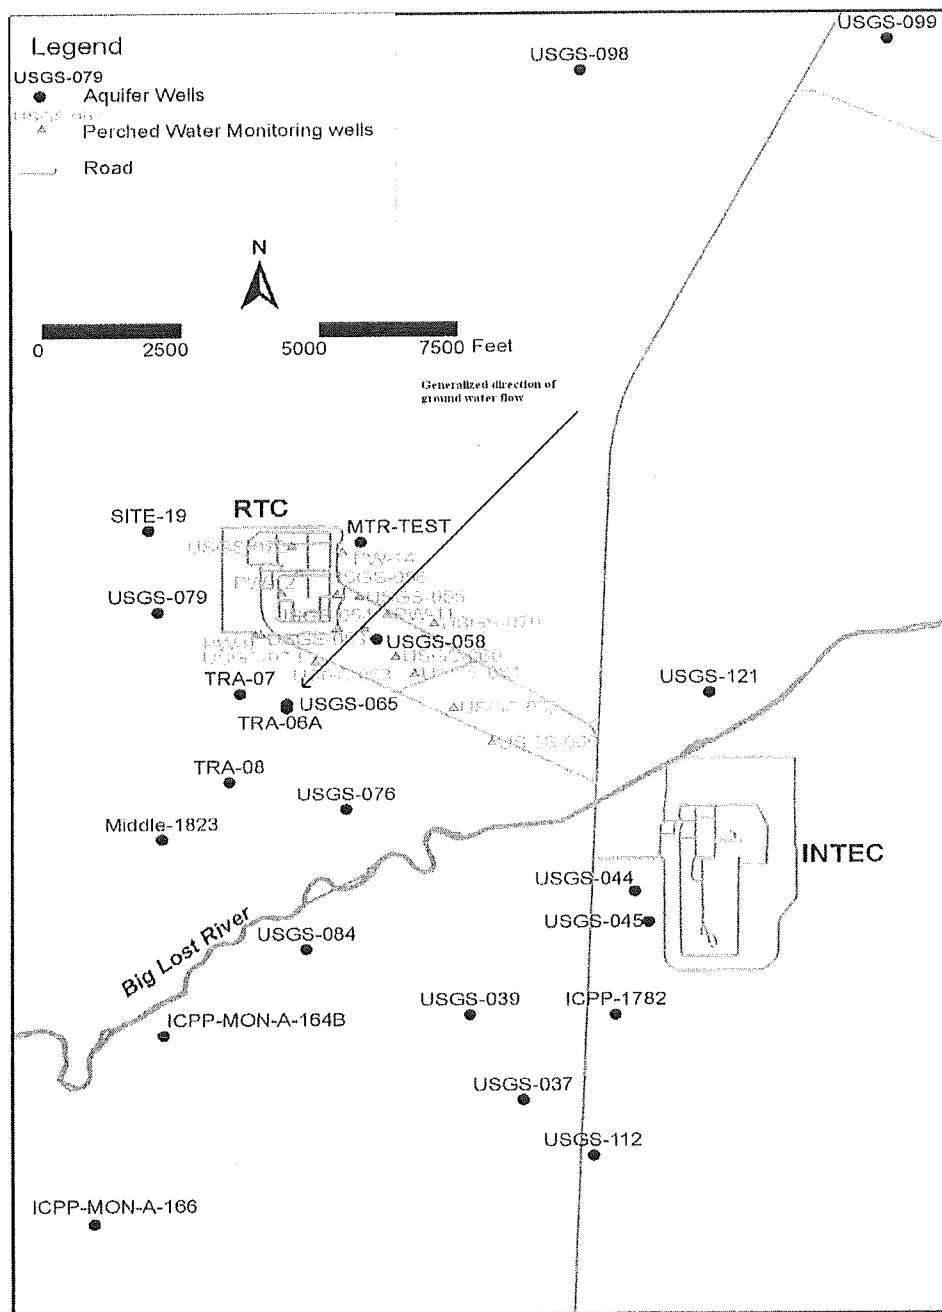 USGS-099
USGS-098
Legend
USGS-079
Aquifer Wells
Perched Water Monitoring wells
Road
N
0 2500 5000 7500 Feet
Generalized direction of
ground water flow
RTC
SITE-19
MTR-TEST
PW-14
USGS-079
USGS-058
TRA-07
USGS-065
TRA-06A
USGS-121
TRA-08
USGS-076
Middle-1823
INTEC
USGS-044
USGS-045
USGS-084
Big Lost River
USGS-039
ICPP-1782
ICPP-MON-A-164B
USGS-037
USGS-112
ICPP-MON-A-166